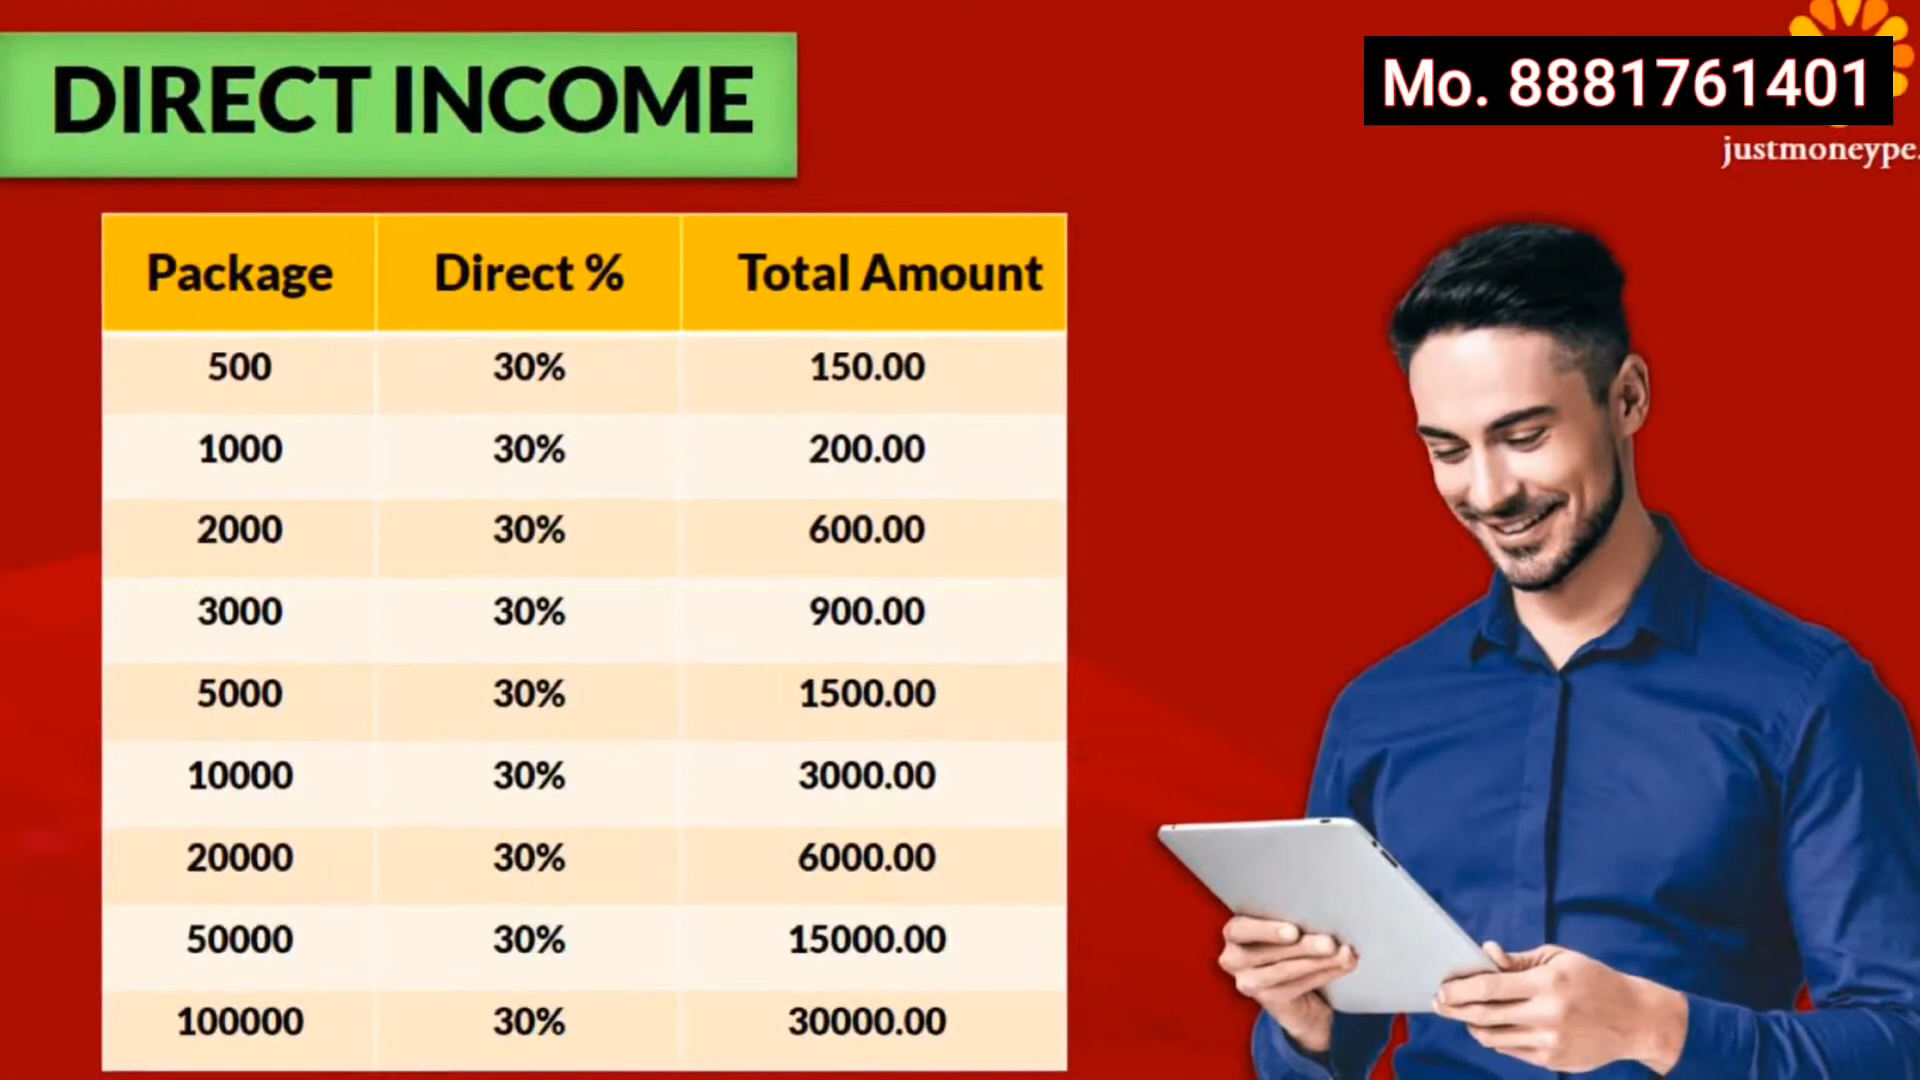 DIRECT INCOME
Mo. 8881761401
justmoneype.
Package Direct % Total Amount
500 30% 150.00
1000 30% 200.00
2000 30% 600.00
3000 30% 900.00
5000 30% 1500.00
10000 30% 3000.00
20000 30% 6000.00
50000 30% 15000.00
100000 30% 30000.00